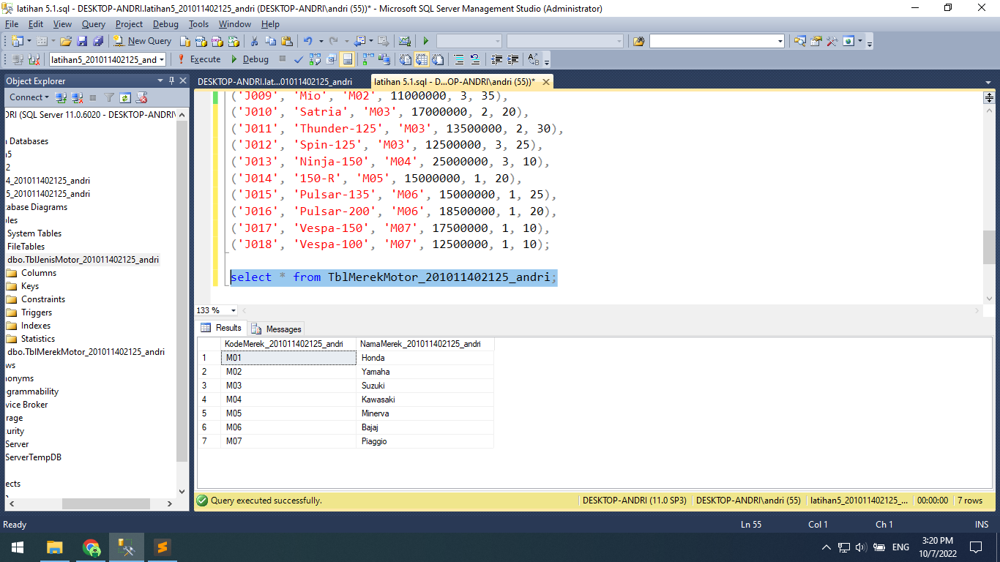 latihan 5.1.sql - DESKTOP-ANDRI.latihan5_201011402125_andri (DESKTOP-ANDRI\andri (55))* - Microsoft SQL Server Management Studio (Administrator)
File Edit View Query Project Debug Tools Window Help
New Query
latihan5_201011402125_and Execute Debug
Object Explorer
Connect
DRI (SQL Server 11.0.6020 - DESKTOP-ANDRI\
Databases
5
2
4_201011402125_andri
5_201011402125_andri
abase Diagrams
les
System Tables
FileTables
dbo.TblJenisMotor_201011402125_andri
Columns
Keys
Constraints
Triggers
Indexes
Statistics
dbo.TblMerekMotor_201011402125_andri
ws
onyms
grammability
vice Broker
rage
urity
Server
ServerTempDB
ects
DESKTOP-ANDRI.lat...01011402125_andri
latihan 5.1.sql - D...OP-ANDRI\andri (55))*
('J009', 'Mio', 'M02', 11000000, 3, 35),
('J010', 'Satria', 'M03', 17000000, 2, 20),
('J011', 'Thunder-125', 'M03', 13500000, 2, 30),
('J012', 'Spin-125', 'M03', 12500000, 3, 25),
('J013', 'Ninja-150', 'M04', 25000000, 3, 10),
('J014', '150-R', 'M05', 15000000, 1, 20),
('J015', 'Pulsar-135', 'M06', 15000000, 1, 25),
('J016', 'Pulsar-200', 'M06', 18500000, 1, 20),
('J017', 'Vespa-150', 'M07', 17500000, 1, 10),
('J018', 'Vespa-100', 'M07', 12500000, 1, 10);
select * from TblMerekMotor_201011402125_andri;
133 %
Results Messages
KodeMerek_201011402125_andri NamaMerek_201011402125_andri
1 M01 Honda
2 M02 Yamaha
3 M03 Suzuki
4 M04 Kawasaki
5 M05 Minerva
6 M06 Bajaj
7 M07 Piaggio
Query executed successfully. DESKTOP-ANDRI (11.0 SP3) DESKTOP-ANDRI\andri (55) latihan5_201011402125_... 00:00:00 7 rows
Ready Ln 55 Col 1 Ch 1 INS
ENG
3:20 PM
10/7/2022